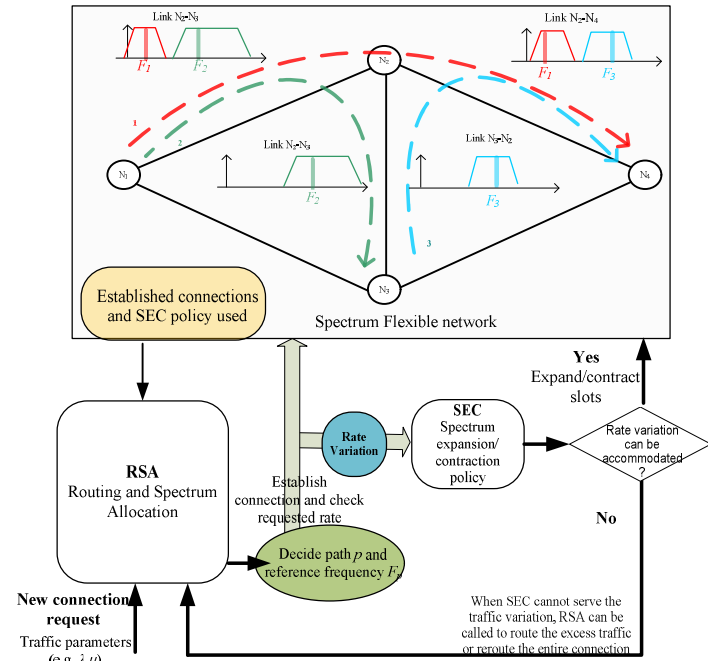 Link N₂-N₃
F₁
F₂
Link N₂-N₄
F₁
F₃
N₂
1
2
Link N₂-N₃
F₂
Link N₃-N₂
F₃
3
N₁
N₄
N₃
Spectrum Flexible network
Established connections
and SEC policy used
Yes
Expand/contract
slots
RSA
Routing and Spectrum
Allocation
Rate
Variation
SEC
Spectrum
expansion/
contraction
policy
Rate variation
can be
accommodated
?
Establish
connection and check
requested rate
No
Decide path p and
reference frequency Fₚ
New connection
request
Traffic parameters
(e.g. λ,μ)
When SEC cannot serve the
traffic variation, RSA can be
called to route the excess traffic
or reroute the entire connection